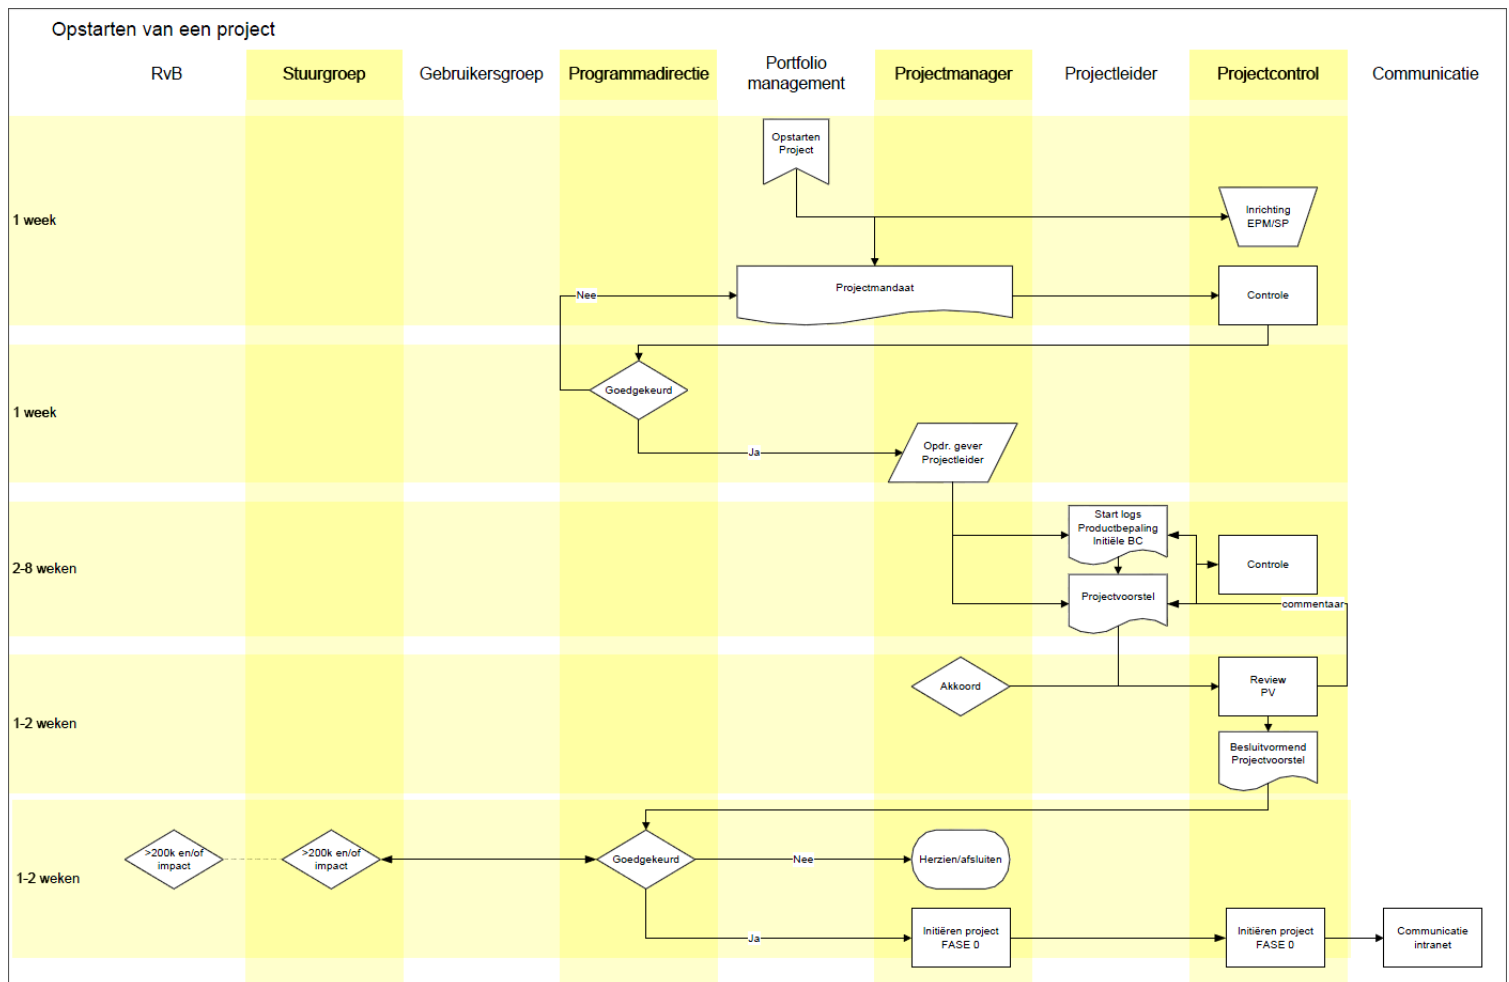 Opstarten van een project
RvB
Stuurgroep
Gebruikersgroep
Programmadirectie
Portfolio
management
Projectmanager
Projectleider
Projectcontrol
Communicatie
Opstarten
Project
1 week
Inrichting
EPM/SP
Nee
Projectmandaat
Controle
Goedgekeurd
1 week
Ja
Opdr. gever
Projectleider
Start logs
Productbepaling
Initiële BC
2-8 weken
Controle
Projectvoorstel
commentaar
Akkoord
Review
PV
1-2 weken
Besluitvormend
Projectvoorstel
>200k en/of
impact
>200k en/of
impact
Goedgekeurd
Nee
Herzien/afsluiten
1-2 weken
Ja
Initiëren project
FASE 0
Initiëren project
FASE 0
Communicatie
intranet